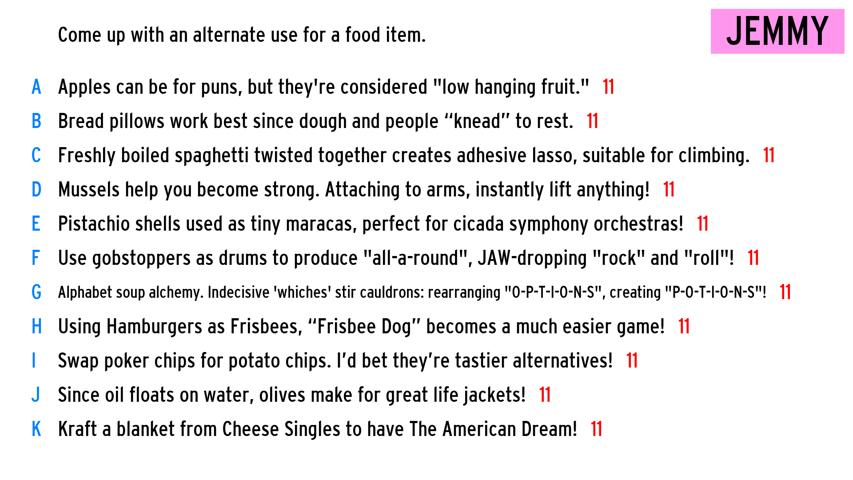 Come up with an alternate use for a food item.
JEMMY
A Apples can be for puns, but they're considered "low hanging fruit." 11
B Bread pillows work best since dough and people “knead” to rest. 11
C Freshly boiled spaghetti twisted together creates adhesive lasso, suitable for climbing. 11
D Mussels help you become strong. Attaching to arms, instantly lift anything! 11
E Pistachio shells used as tiny maracas, perfect for cicada symphony orchestras! 11
F Use gobstoppers as drums to produce "all-a-round", JAW-dropping "rock" and "roll"! 11
G Alphabet soup alchemy. Indecisive 'whiches' stir cauldrons: rearranging "O-P-T-I-O-N-S", creating "P-O-T-I-O-N-S"! 11
H Using Hamburgers as Frisbees, “Frisbee Dog” becomes a much easier game! 11
I Swap poker chips for potato chips. I’d bet they’re tastier alternatives! 11
J Since oil floats on water, olives make for great life jackets! 11
K Kraft a blanket from Cheese Singles to have The American Dream! 11